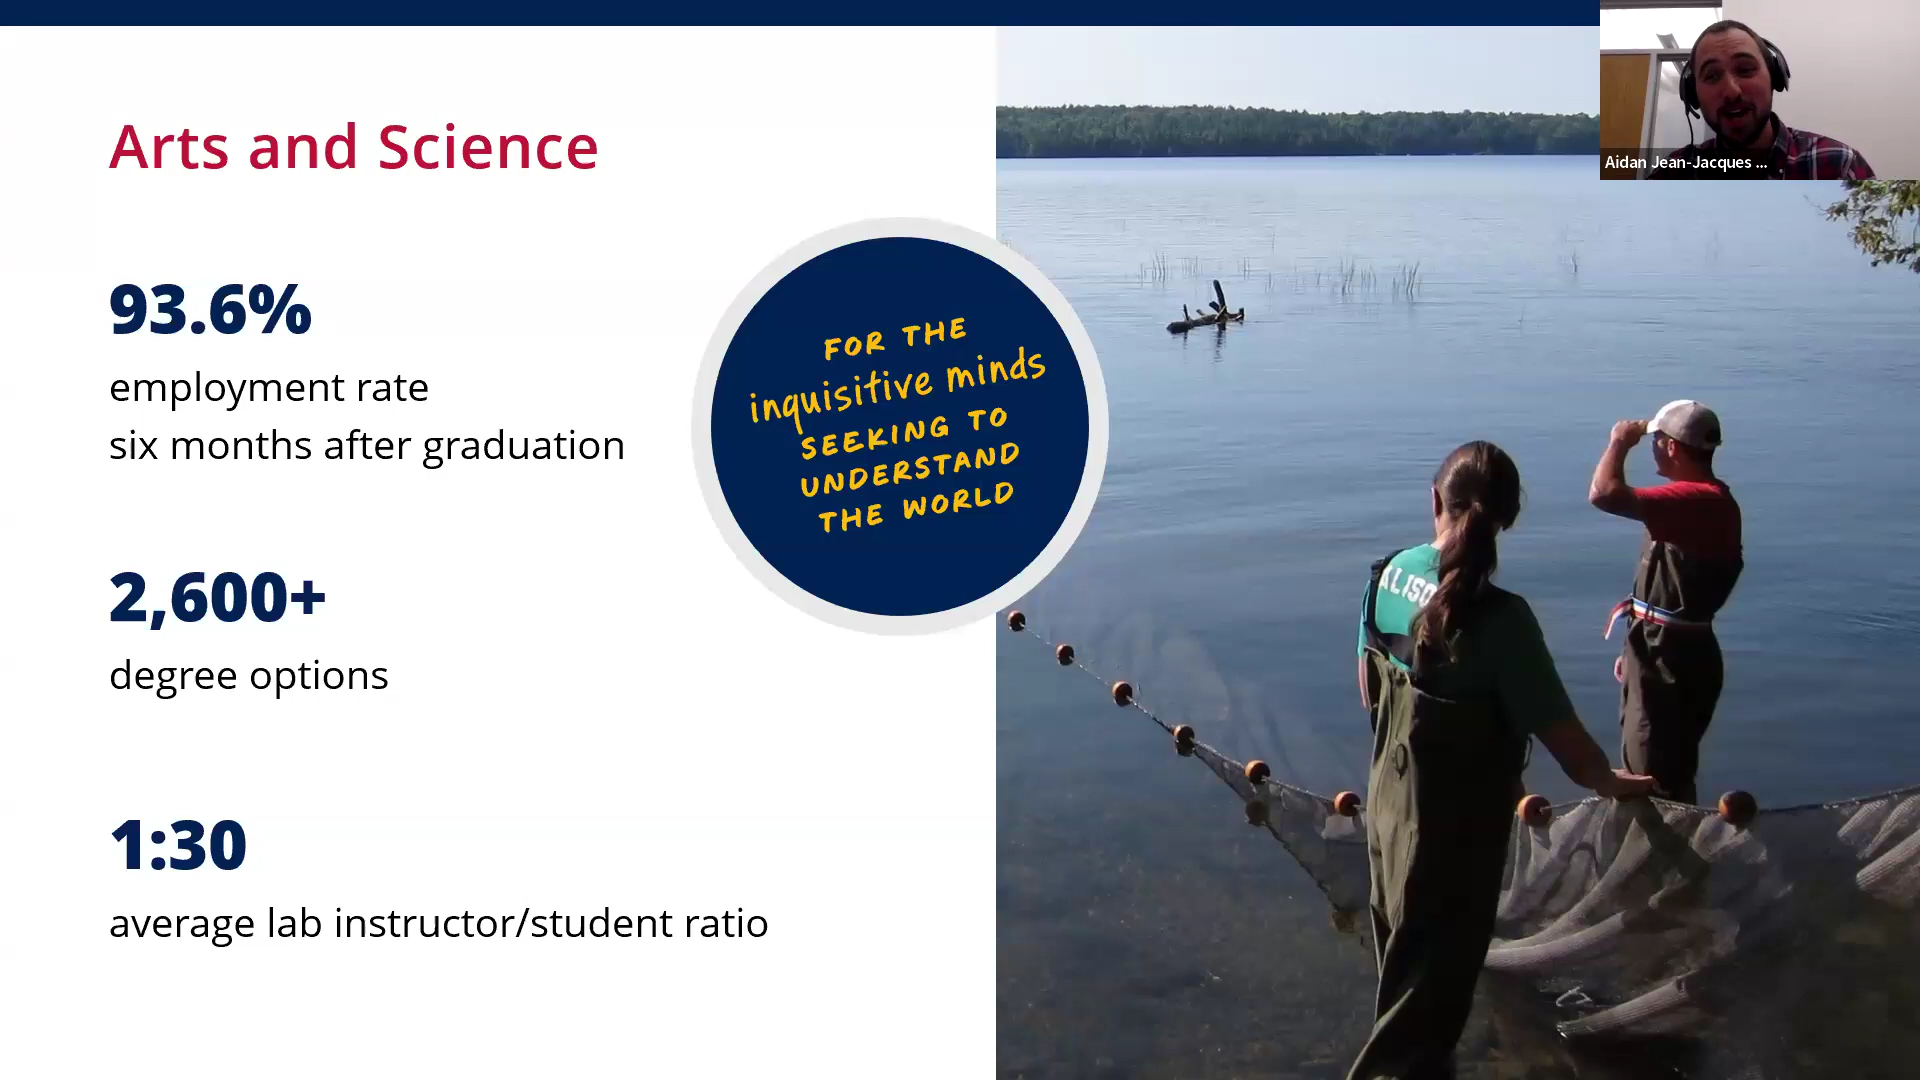 Arts and Science
93.6%
employment rate
six months after graduation
2,600+
degree options
1:30
average lab instructor/student ratio
FOR THE
inquisitive minds
SEEKING TO
UNDERSTAND
THE WORLD
Aidan Jean-Jacques ...